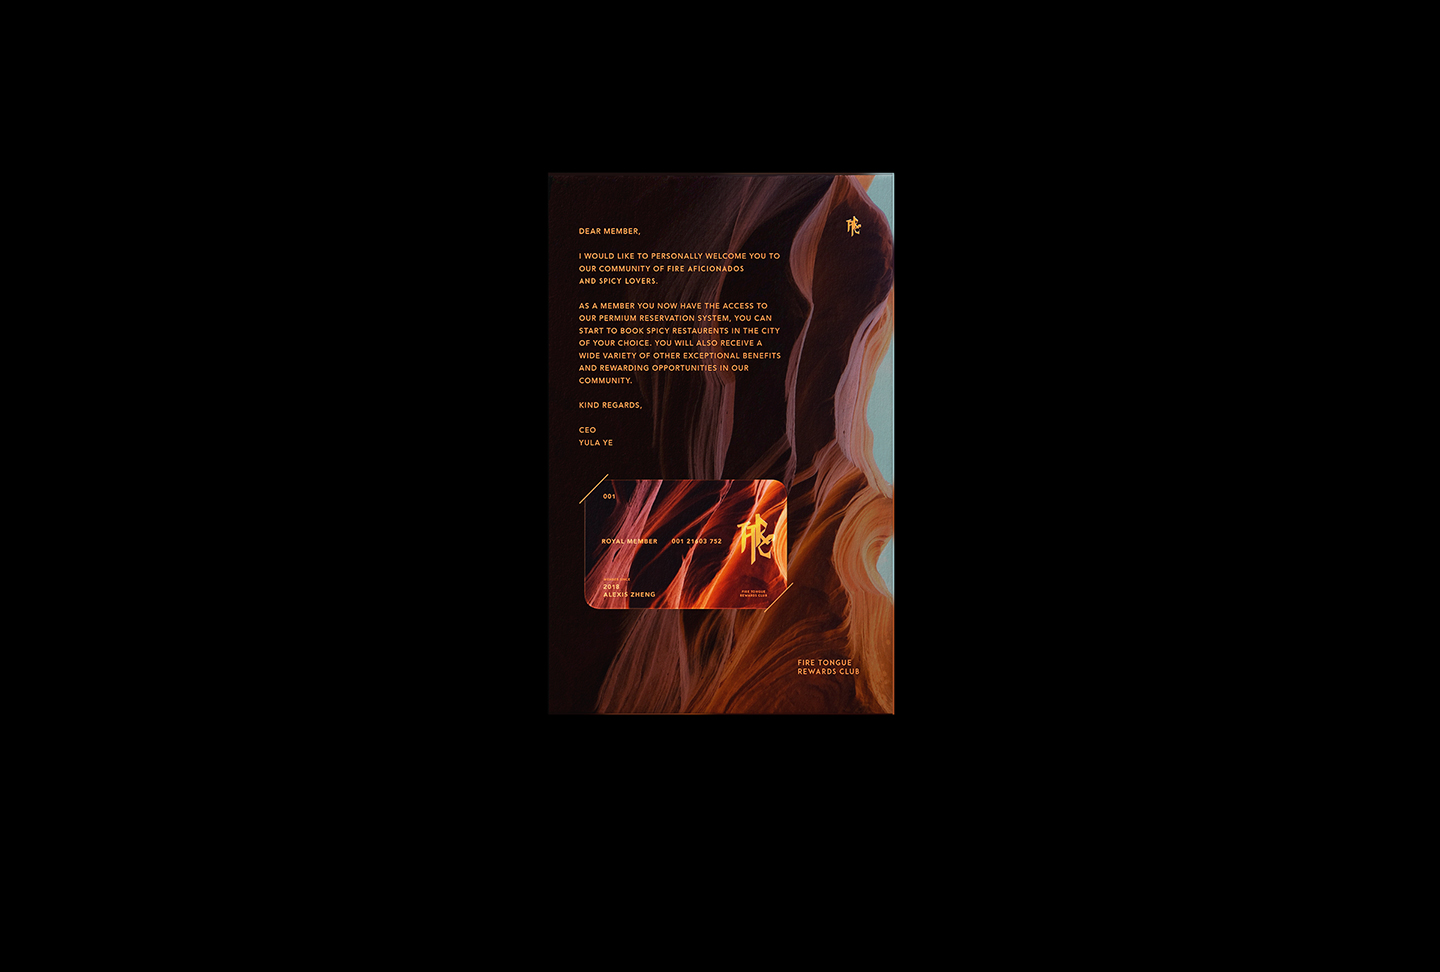 DEAR MEMBER,
I WOULD LIKE TO PERSONALLY WELCOME YOU TO
OUR COMMUNITY OF FIRE AFICIONADOS
AND SPICY LOVERS.
AS A MEMBER YOU NOW HAVE THE ACCESS TO
OUR PERMIUM RESERVATION SYSTEM, YOU CAN
START TO BOOK SPICY RESTAURENTS IN THE CITY
OF YOUR CHOICE. YOU WILL ALSO RECEIVE A
WIDE VARIETY OF OTHER EXCEPTIONAL BENEFITS
AND REWARDING OPPORTUNITIES IN OUR
COMMUNITY.
KIND REGARDS,
CEO
YULA YE
001
ROYAL MEMBER 001 21603 752
2018
ALEXIS ZHENG
FIRE TONGUE
REWARDS CLUB
FIRE TONGUE
REWARDS CLUB